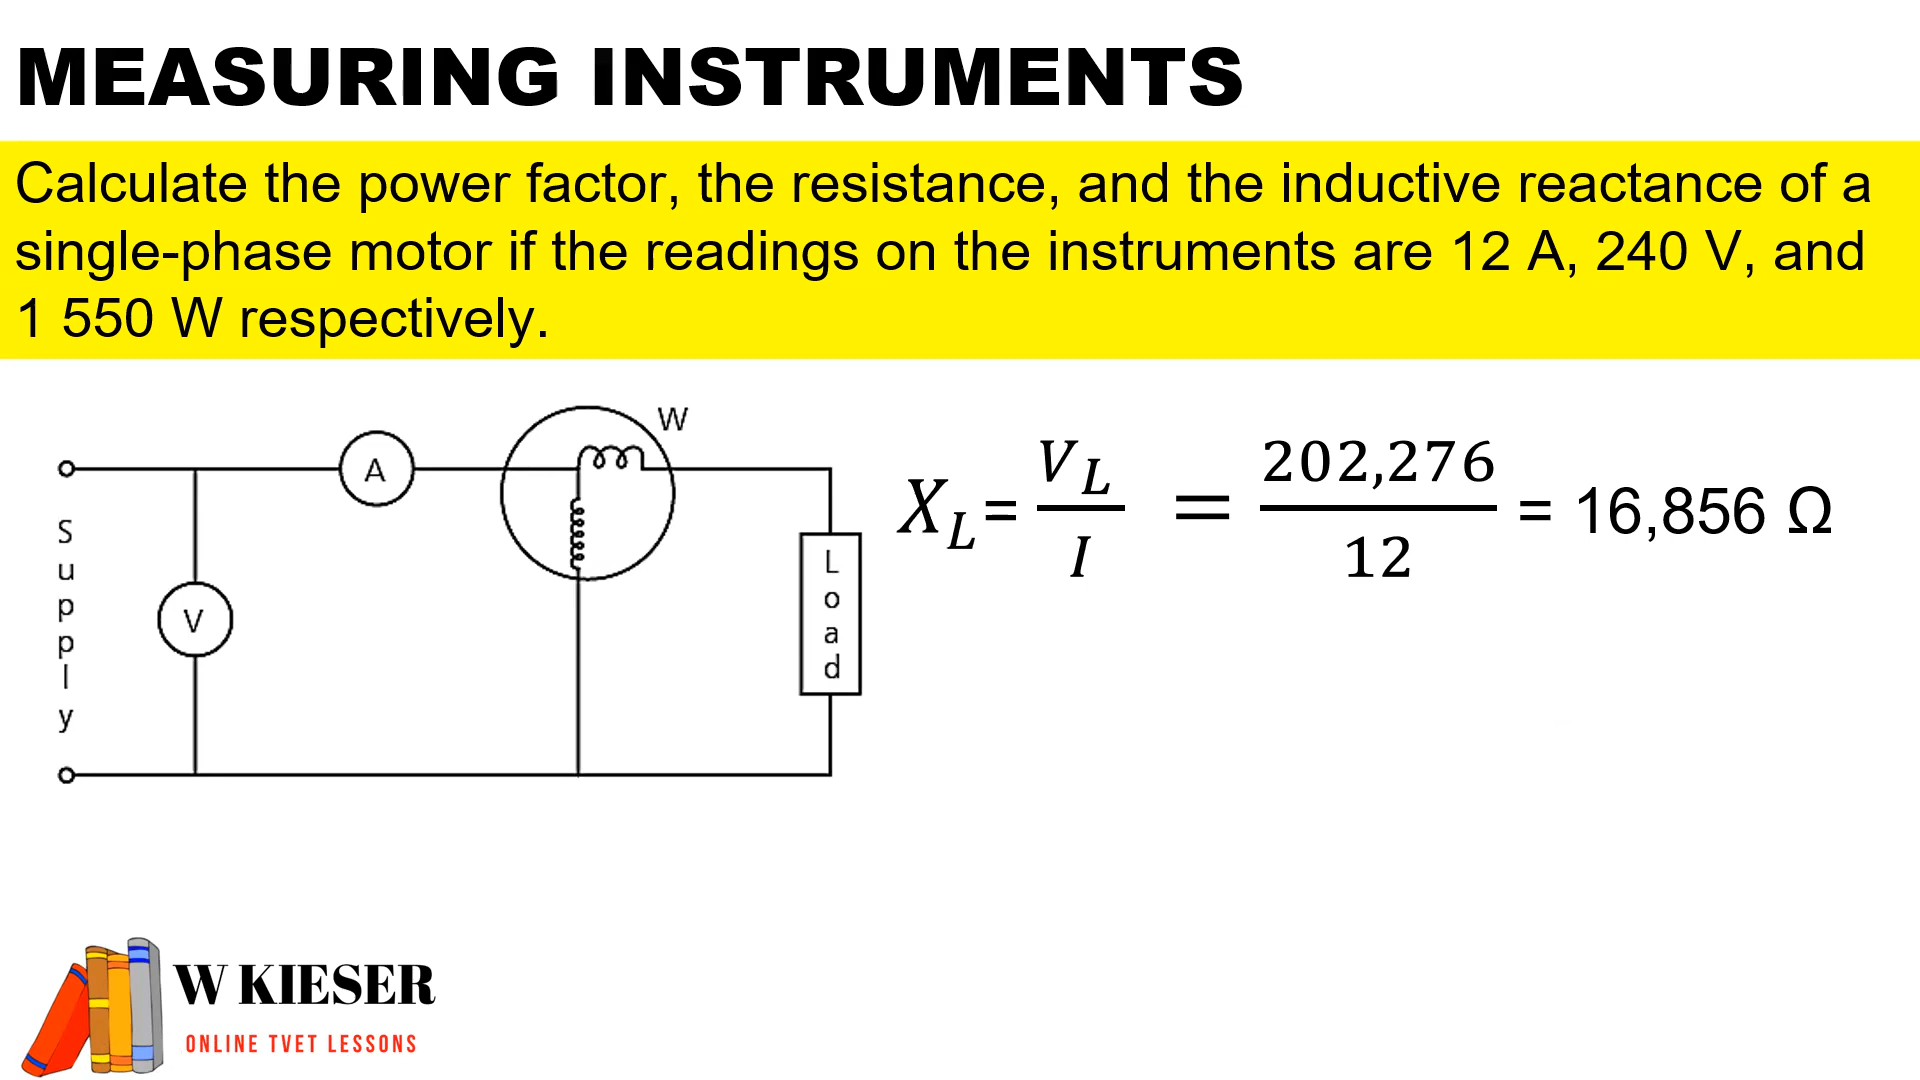 MEASURING INSTRUMENTS
Calculate the power factor, the resistance, and the inductive reactance of a
single-phase motor if the readings on the instruments are 12 A, 240 V, and
1 550 W respectively.
W
A
V
Supply
Load
X_L = V_L / I = 202,276 / 12 = 16,856 Ω
W KIESER
ONLINE TVET LESSONS